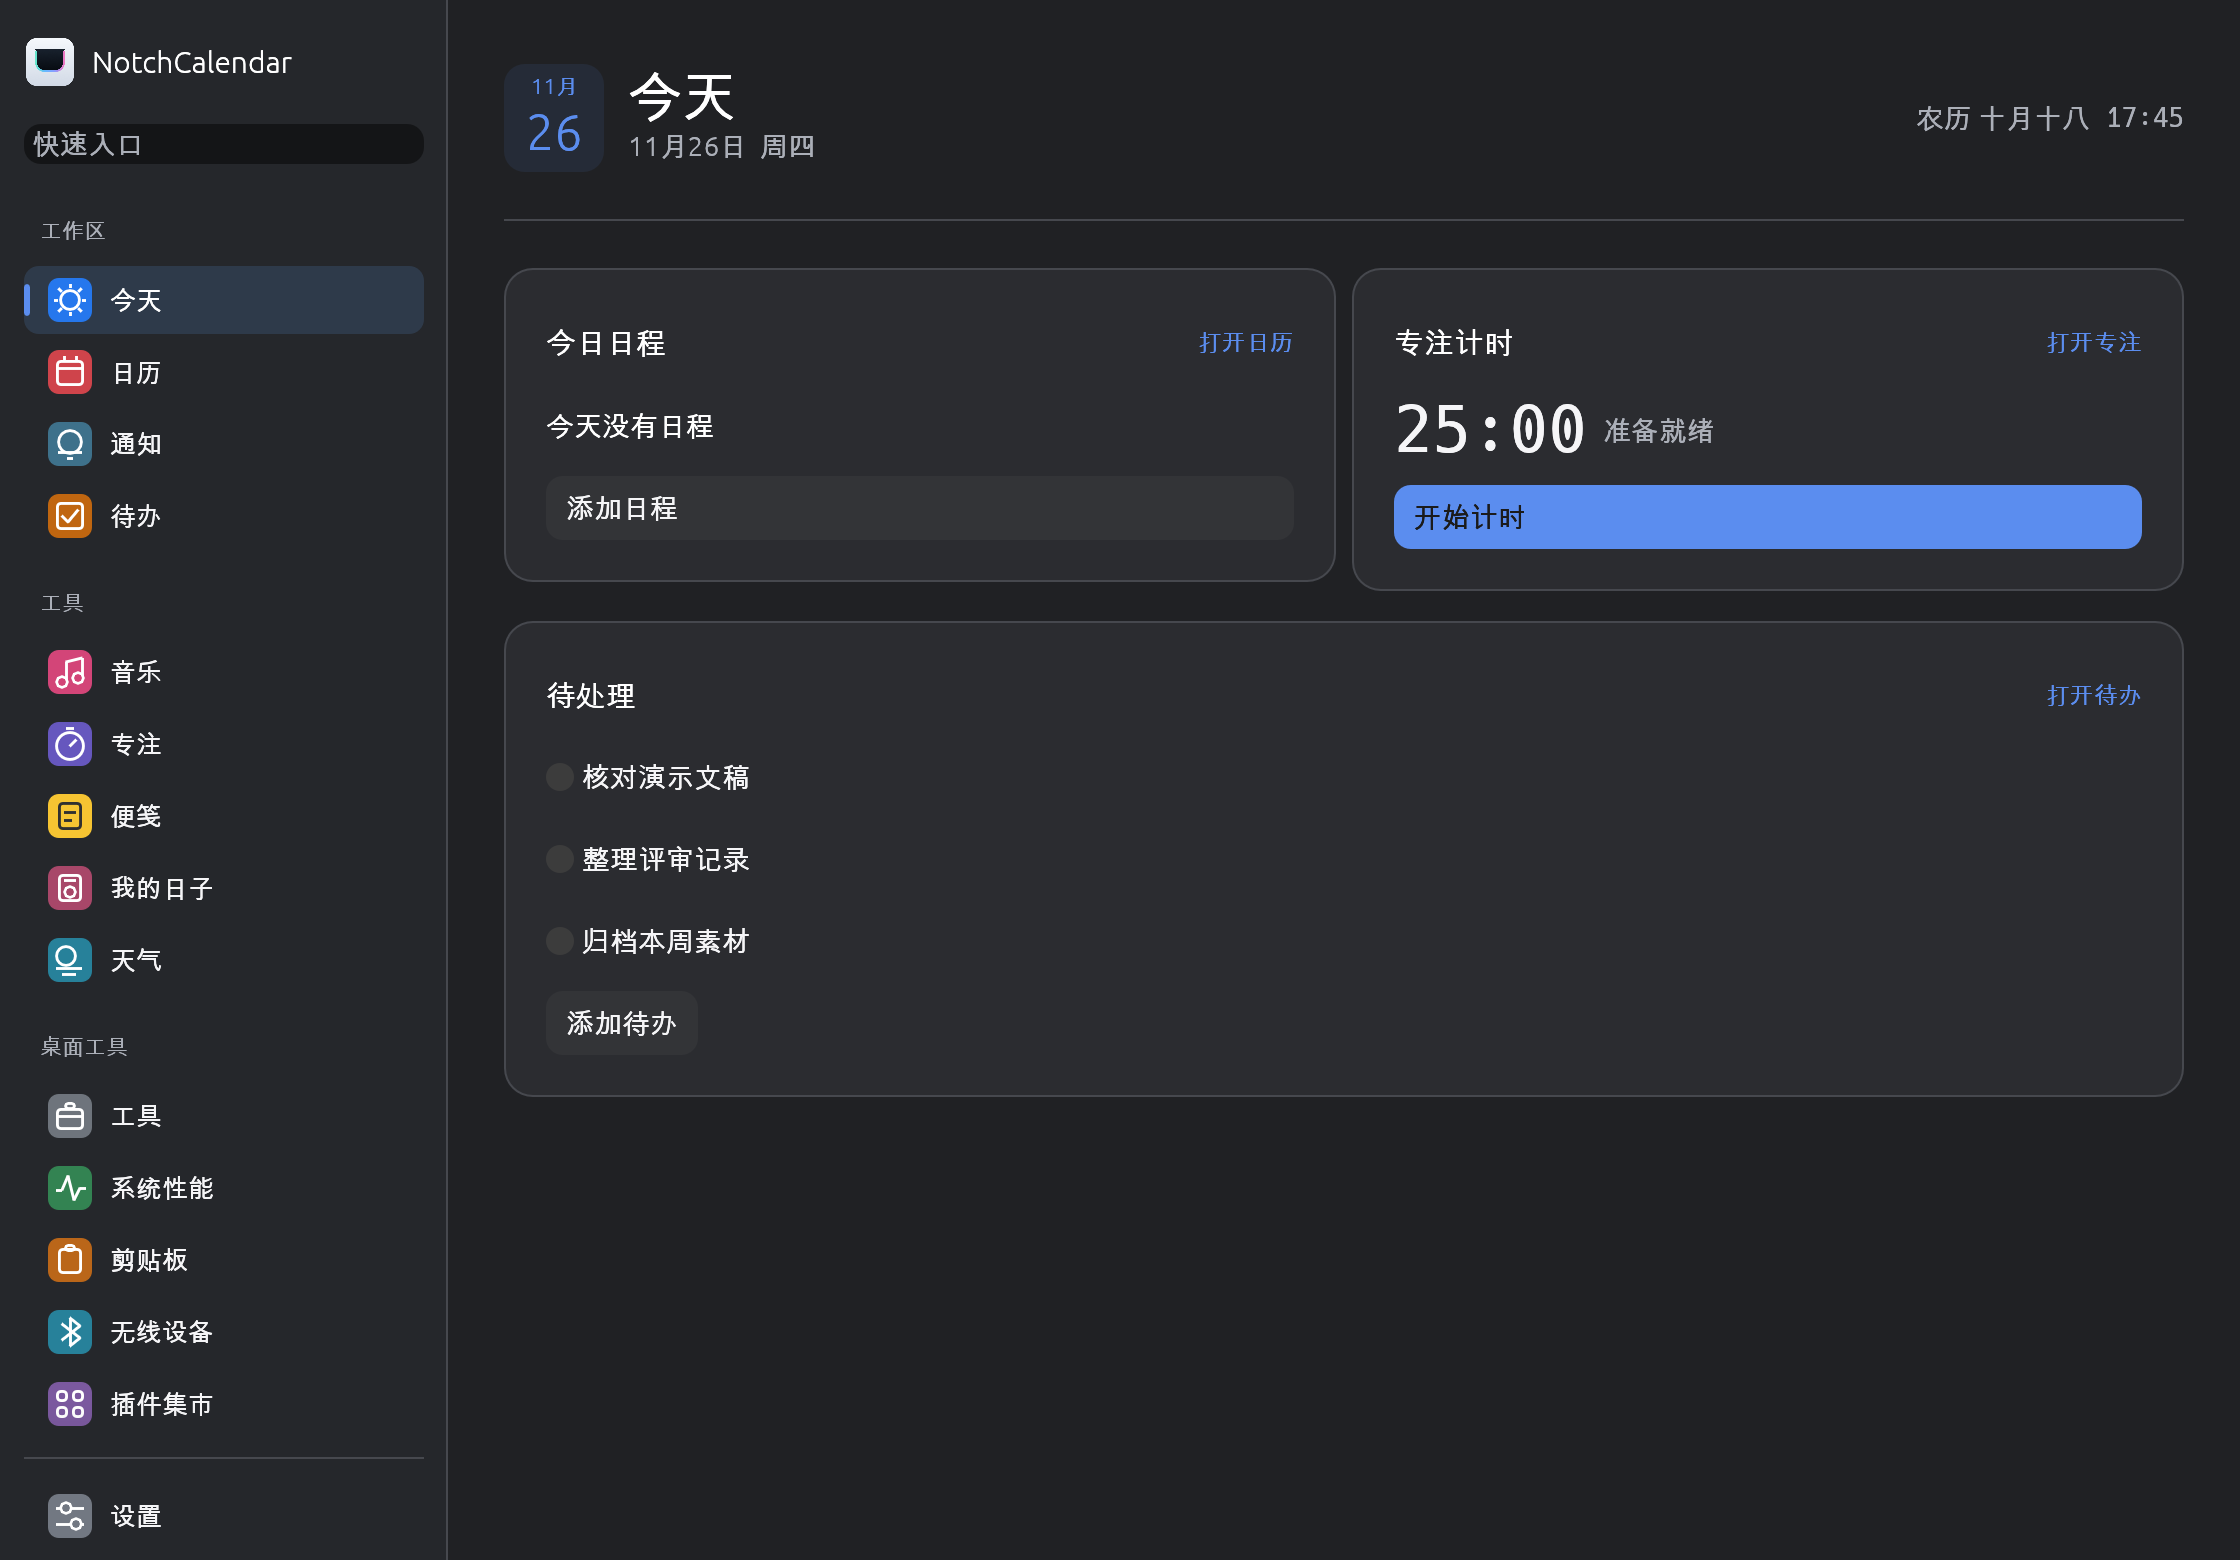 NotchCalendar
快速入口
工作区
今天
日历
通知
待办
工具
音乐
专注
便笺
我的日子
天气
桌面工具
工具
系统性能
剪贴板
无线设备
插件集市
设置
11月
26
今天
11月26日 周四
农历 十月十八 17:45
今日日程
打开日历
今天没有日程
添加日程
专注计时
打开专注
25:00 准备就绪
开始计时
待处理
打开待办
核对演示文稿
整理评审记录
归档本周素材
添加待办